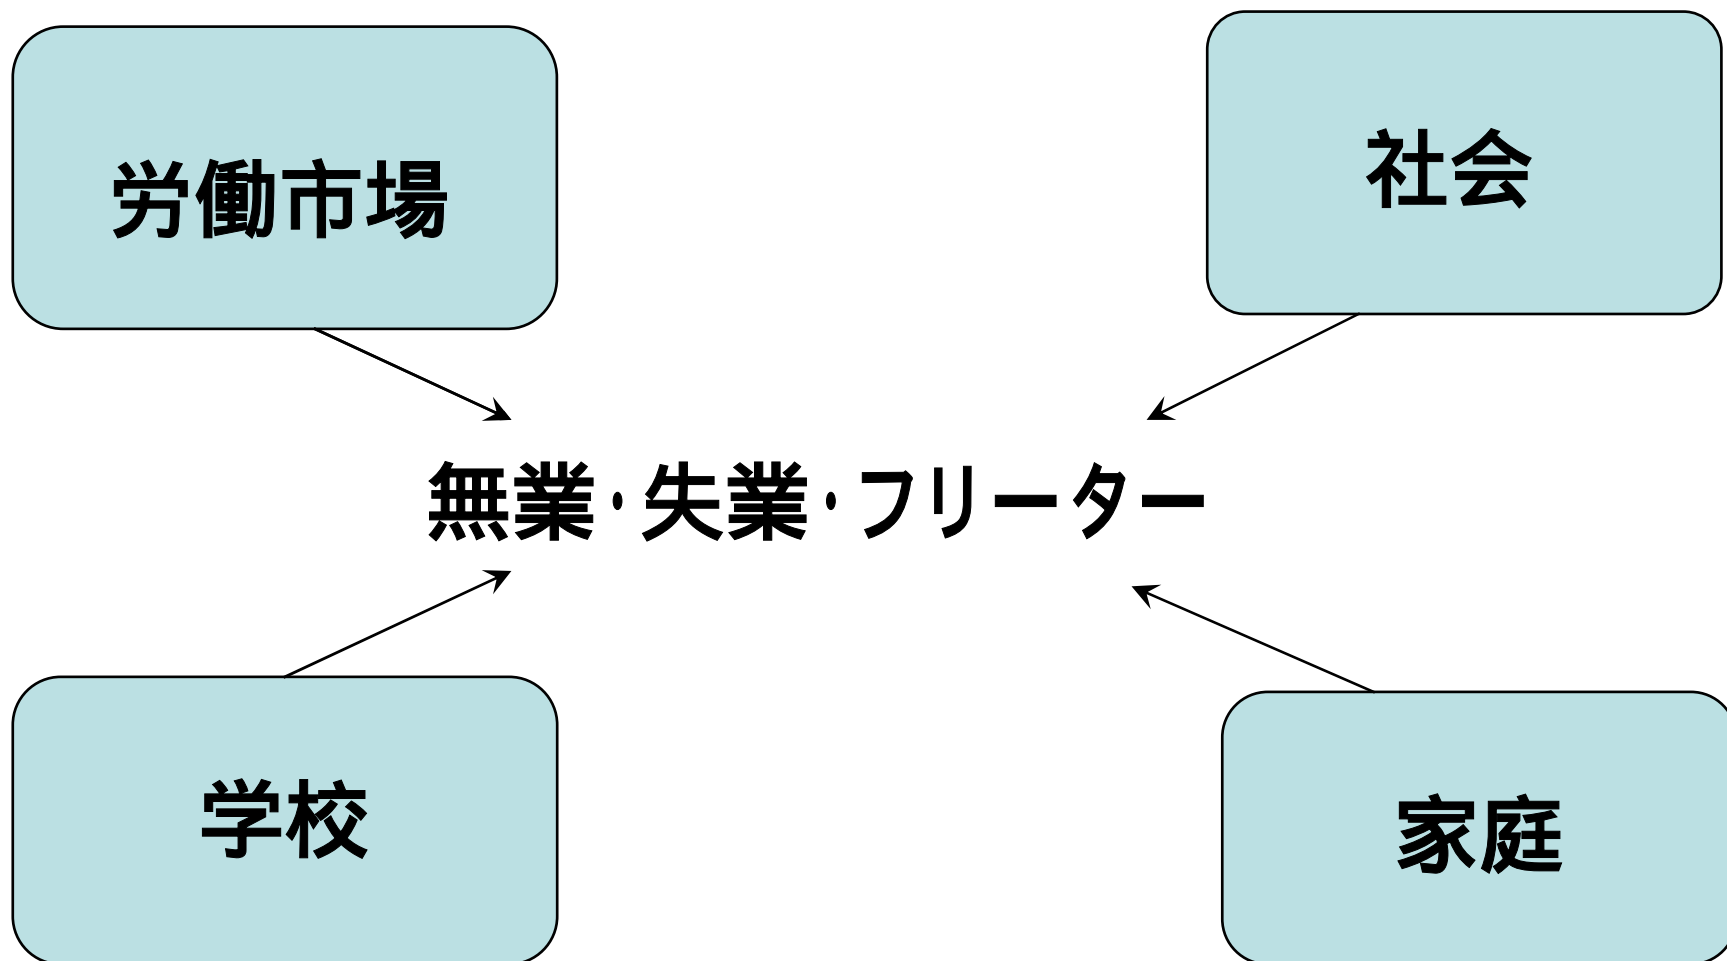 労働市場
社会
無業・失業・フリーター
学校
家庭